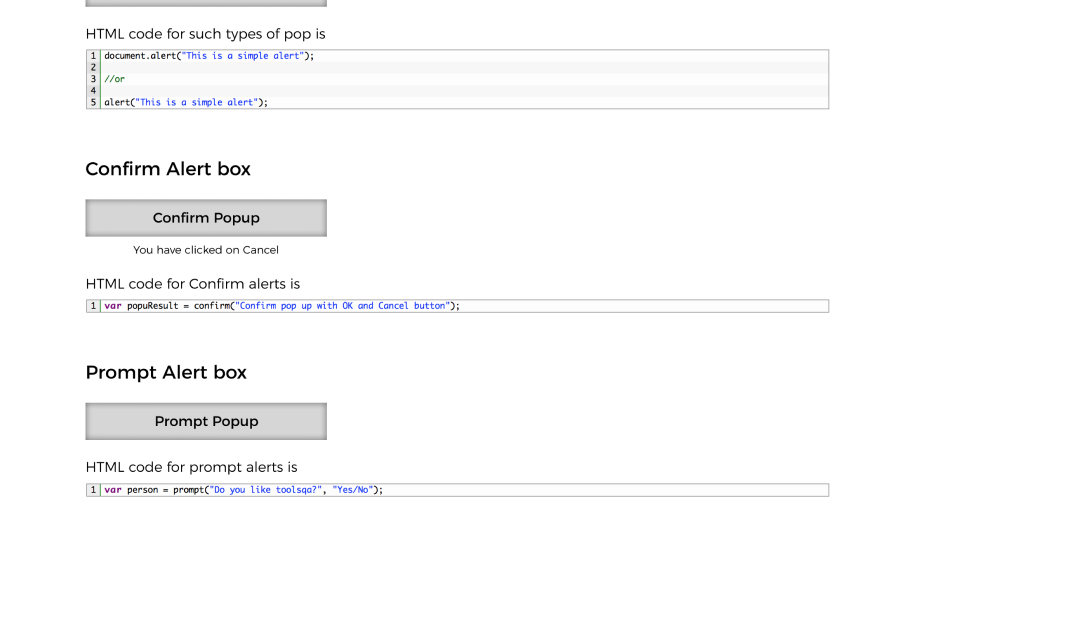 HTML code for such types of pop is
1 document.alert("This is a simple alert");
2
3 //or
4
5 alert("This is a simple alert");
Confirm Alert box
Confirm Popup
You have clicked on Cancel
HTML code for Confirm alerts is
1 var popuResult = confirm("Confirm pop up with OK and Cancel button");
Prompt Alert box
Prompt Popup
HTML code for prompt alerts is
1 var person = prompt("Do you like toolsqa?", "Yes/No");